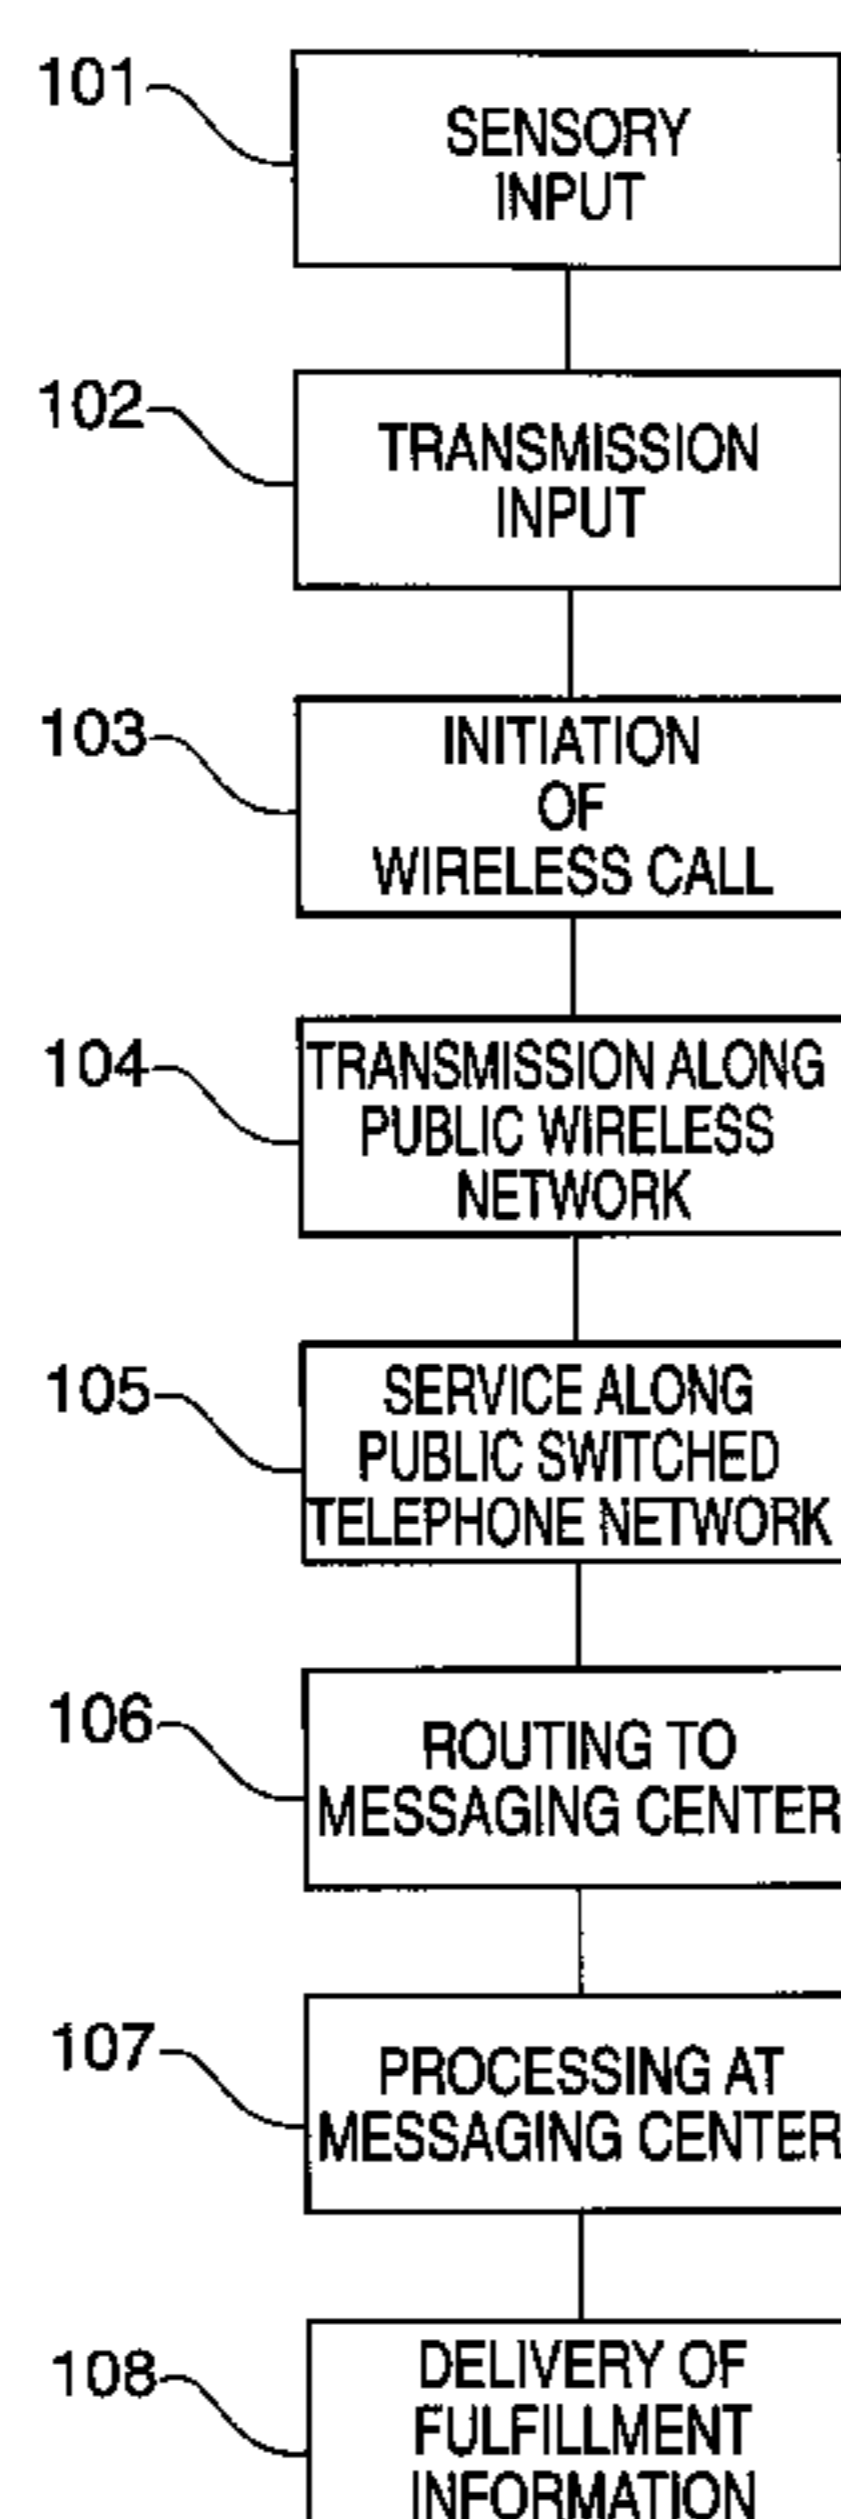 101
SENSORY
INPUT
102
TRANSMISSION
INPUT
103
INITIATION
OF
WIRELESS CALL
104
TRANSMISSION ALONG
PUBLIC WIRELESS
NETWORK
105
SERVICE ALONG
PUBLIC SWITCHED
TELEPHONE NETWORK
106
ROUTING TO
MESSAGING CENTER
107
PROCESSING AT
MESSAGING CENTER
108
DELIVERY OF
FULFILLMENT
INFORMATION